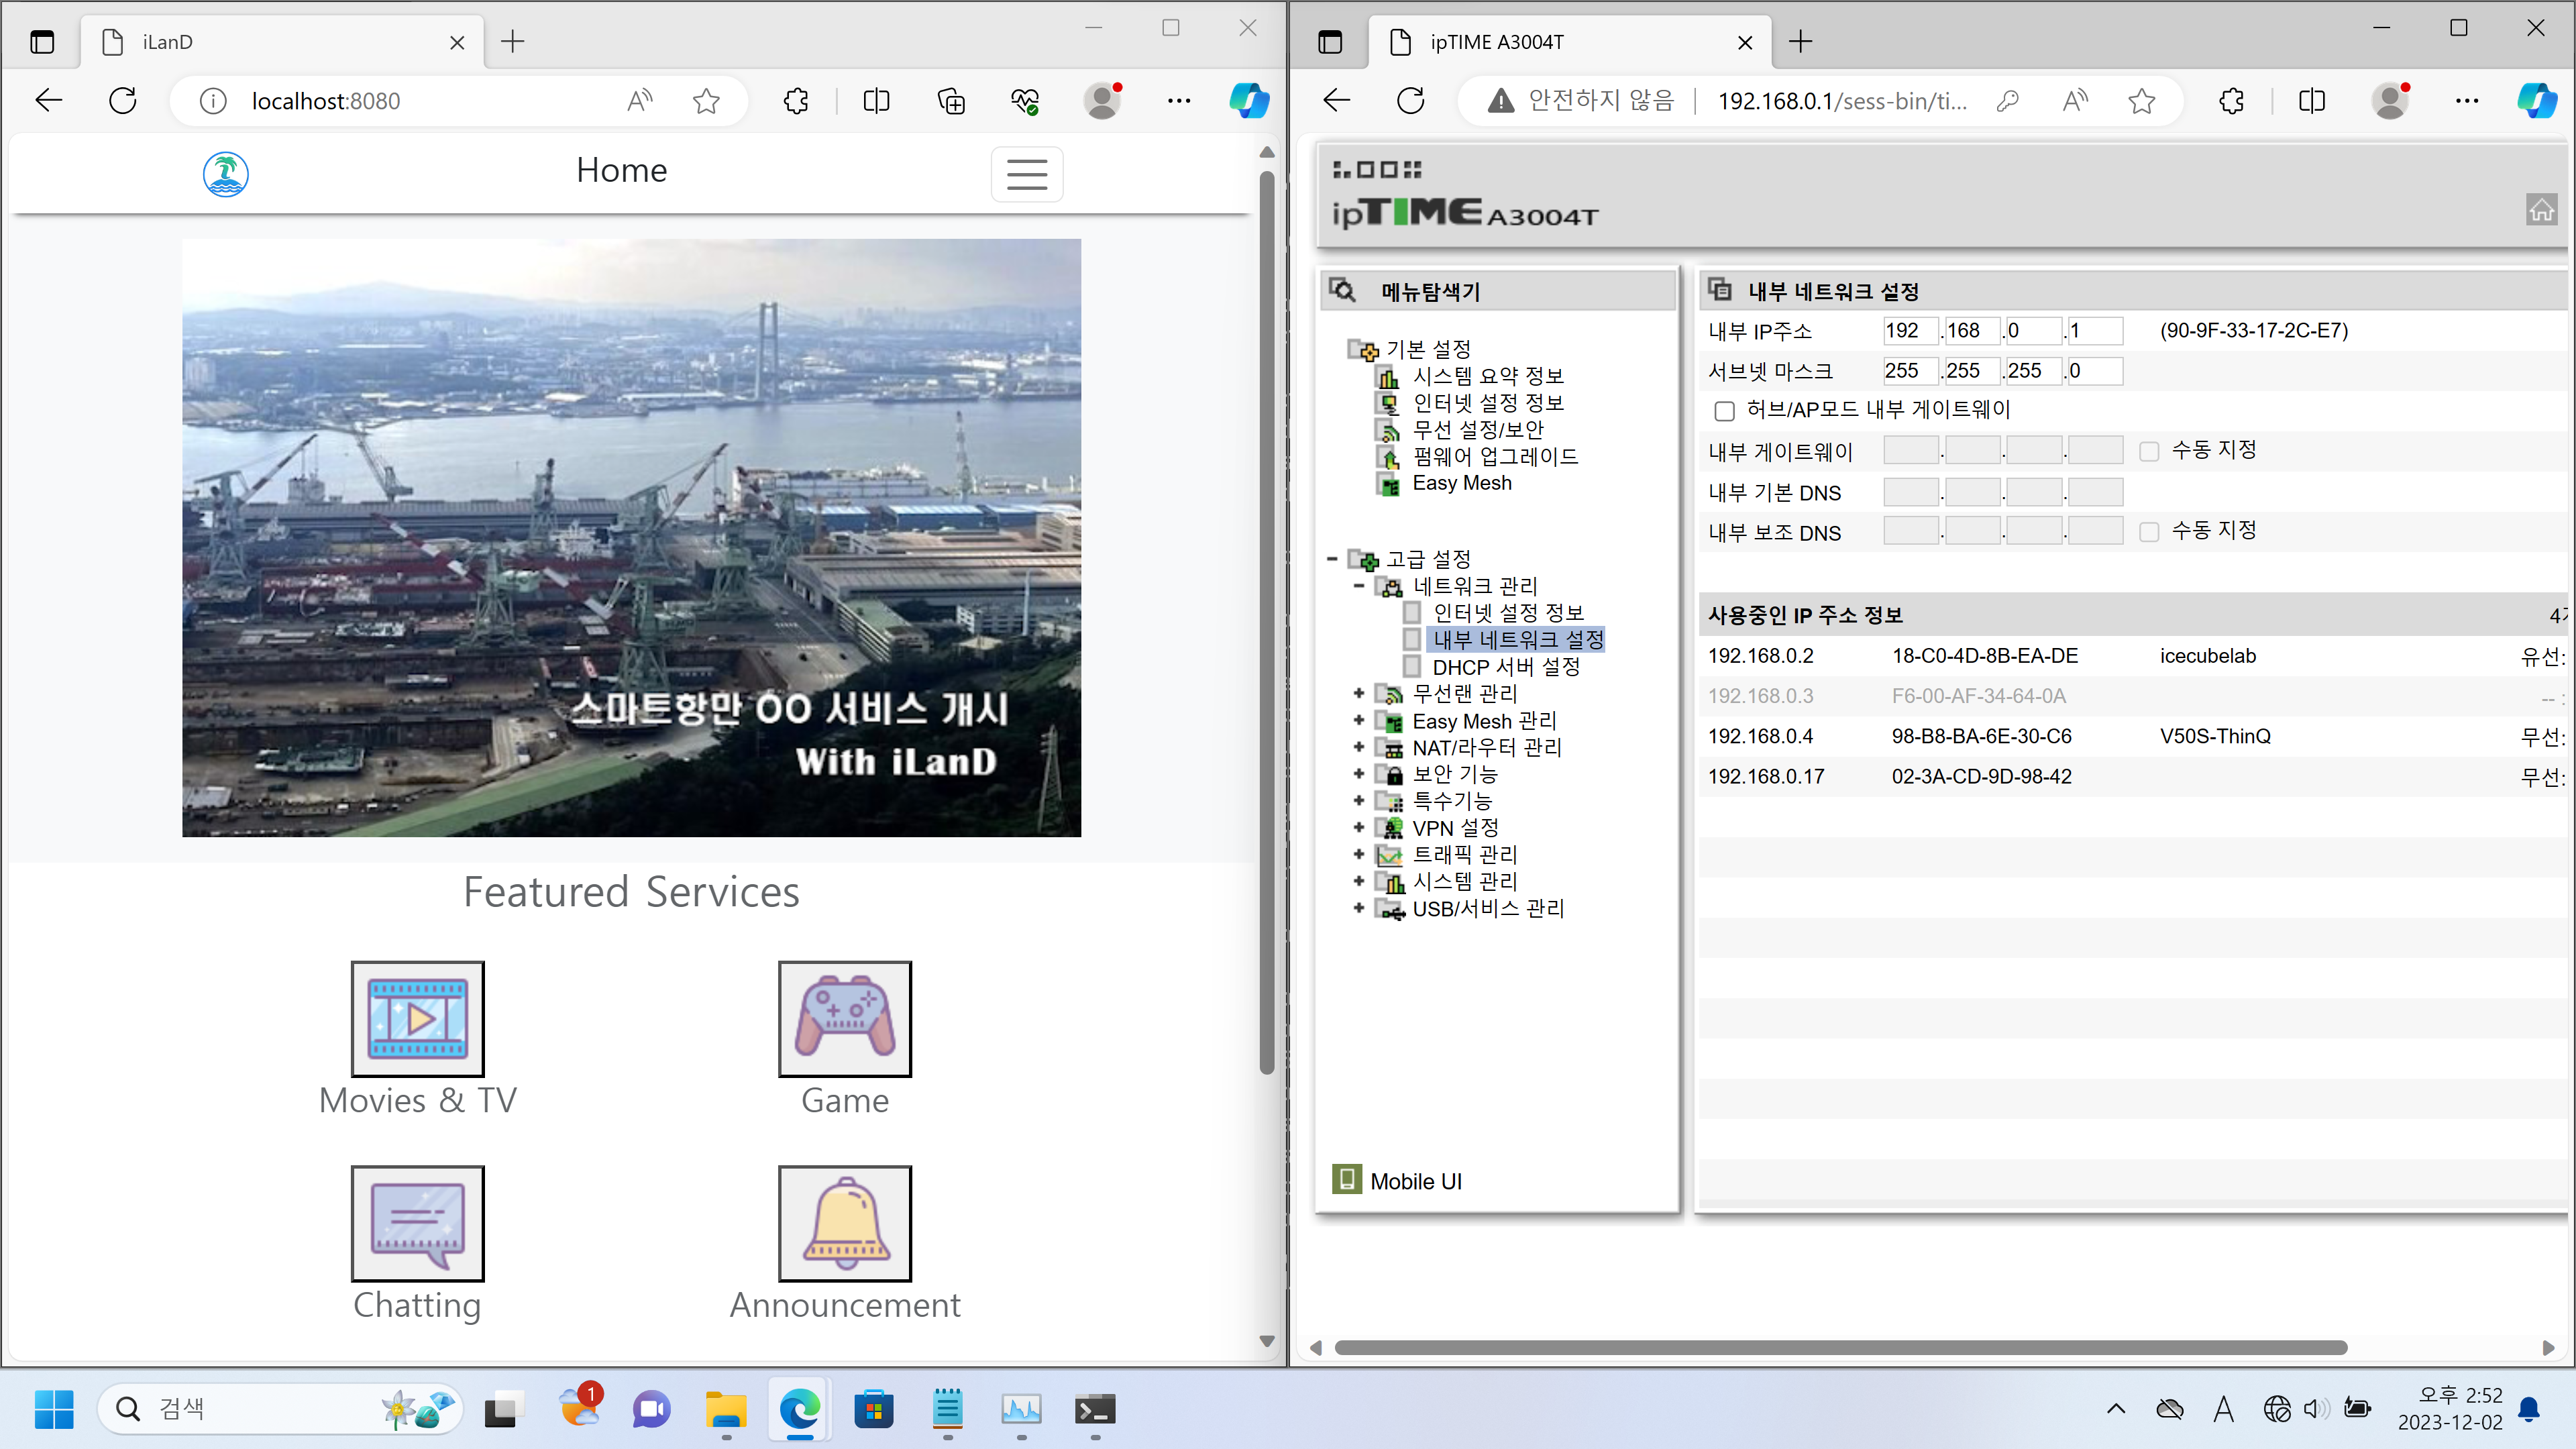 iLanD
localhost:8080
Home
스마트항만 OO 서비스 개시
With iLanD
Featured Services
Movies & TV
Game
Chatting
Announcement
ipTIME A3004T
안전하지 않음
192.168.0.1/sess-bin/ti...
ipTIME A3004T
메뉴탐색기
기본 설정
시스템 요약 정보
인터넷 설정 정보
무선 설정/보안
펌웨어 업그레이드
Easy Mesh
고급 설정
네트워크 관리
인터넷 설정 정보
내부 네트워크 설정
DHCP 서버 설정
무선랜 관리
Easy Mesh 관리
NAT/라우터 관리
보안 기능
특수기능
VPN 설정
트래픽 관리
시스템 관리
USB/서비스 관리
Mobile UI
내부 네트워크 설정
내부 IP주소 192 . 168 . 0 . 1 (90-9F-33-17-2C-E7)
서브넷 마스크 255 . 255 . 255 . 0
허브/AP모드 내부 게이트웨이
내부 게이트웨이 . . . 수동 지정
내부 기본 DNS . . .
내부 보조 DNS . . . 수동 지정
사용중인 IP 주소 정보 4
192.168.0.2 18-C0-4D-8B-EA-DE icecubelab 유선:
192.168.0.3 F6-00-AF-34-64-0A -- :
192.168.0.4 98-B8-BA-6E-30-C6 V50S-ThinQ 무선:
192.168.0.17 02-3A-CD-9D-98-42 무선:
검색
1
A
오후 2:52
2023-12-02